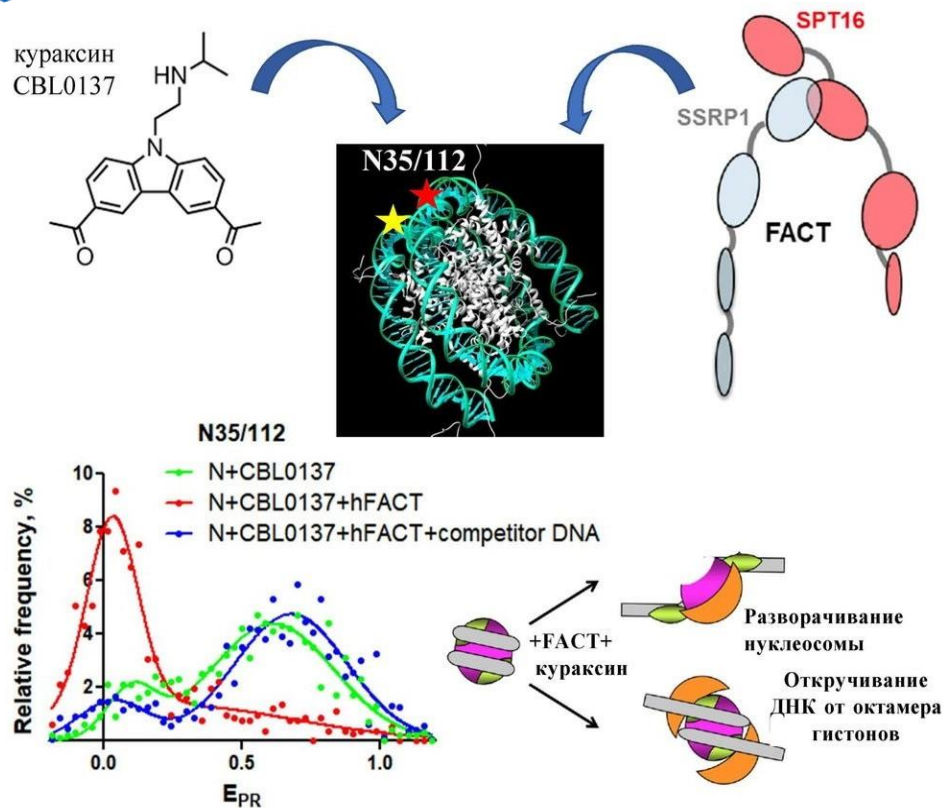 кураксин
CBL0137
HN
N
O
O
SPT16
SSRP1
FACT
N35/112
N35/112
N+CBL0137
N+CBL0137+hFACT
N+CBL0137+hFACT+competitor DNA
Relative frequency, %
10
8
6
4
2
0.0
0.5
1.0
EPR
+FACT+
кураксин
Разворачивание
нуклеосомы
Откручивание
ДНК от октамера
гистонов